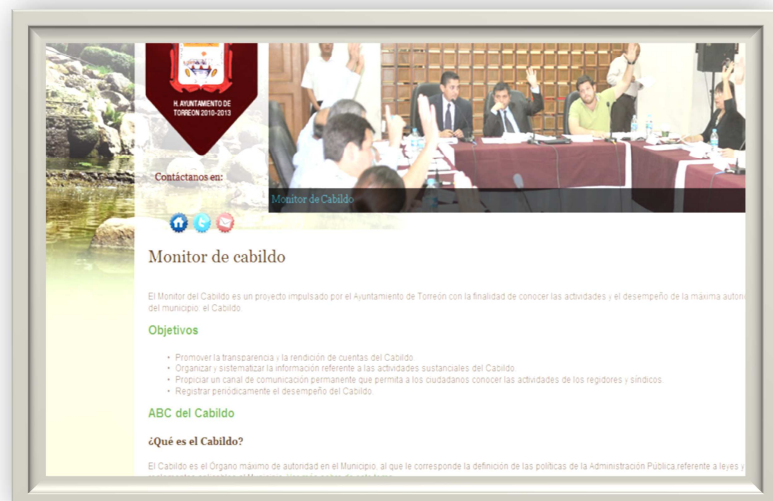 H. AYUNTAMIENTO DE
TORREON 2010-2013
Contáctanos en:
Monitor de Cabildo
Monitor de cabildo
El Monitor del Cabildo es un proyecto impulsado por el Ayuntamiento de Torreón con la finalidad de conocer las actividades y el desempeño de la máxima
del municipio: el Cabildo.
Objetivos
• Promover la transparencia y la rendición de cuentas del Cabildo.
• Organizar y sistematizar la información referente a las actividades sustanciales del Cabildo.
• Propiciar un canal de comunicación permanente que permita a los ciudadanos conocer las actividades de los regidores y síndicos.
• Registrar periódicamente el desempeño del Cabildo.
ABC del Cabildo
¿Qué es el Cabildo?
El Cabildo es el Órgano máximo de autoridad en el Municipio, al que le corresponde la definición de las políticas de la Administración Pública,referente a leyes y